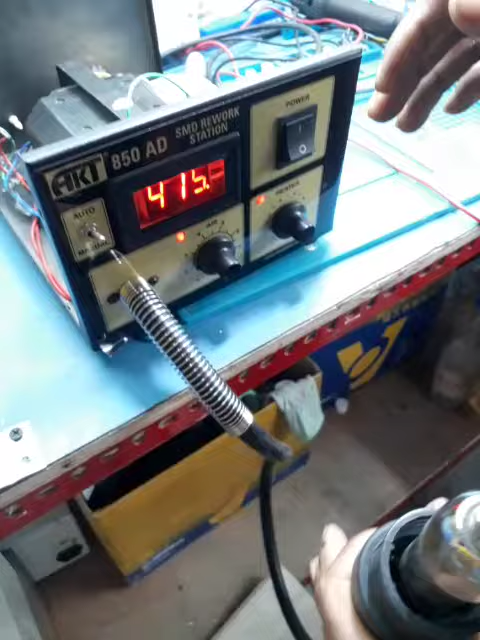 AKT
850 AD
SMD REWORK
STATION
POWER
415.
AUTO
MANUAL
AIR
HEATER